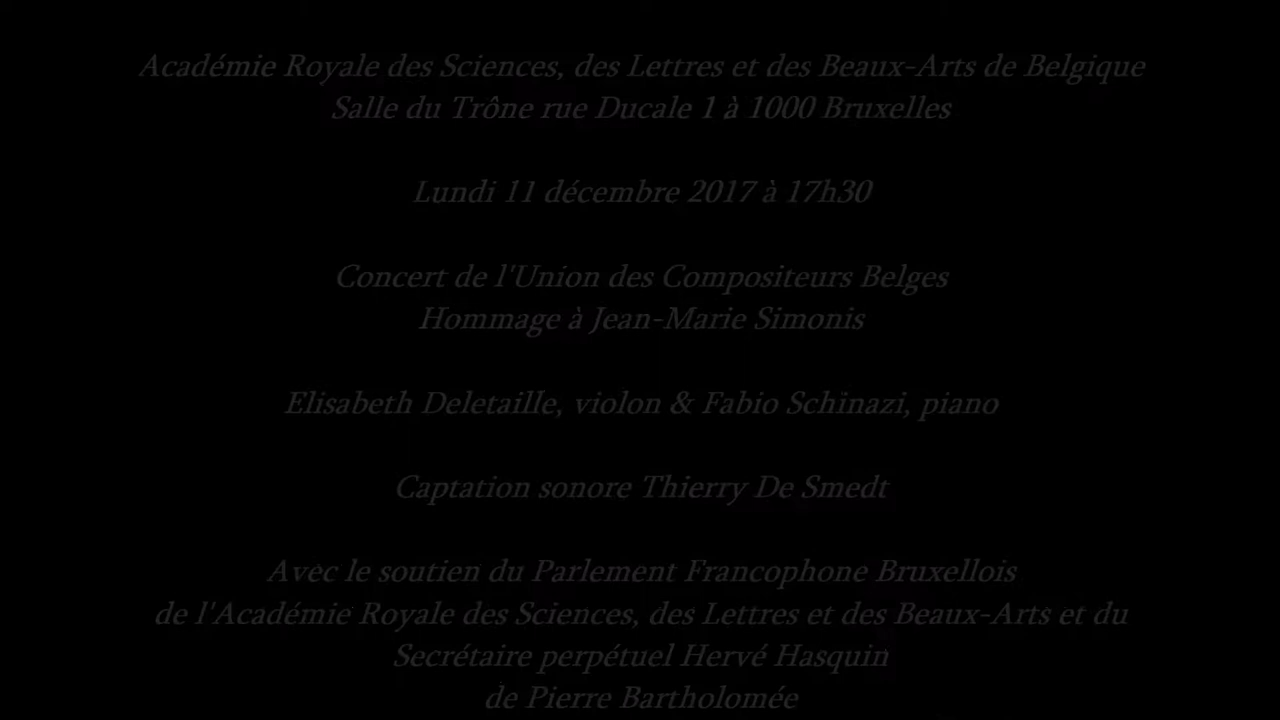 Académie Royale des Sciences, des Lettres et des Beaux-Arts de Belgique
Salle du Trône rue Ducale 1 à 1000 Bruxelles
Lundi 11 décembre 2017 à 17h30
Concert de l'Union des Compositeurs Belges
Hommage à Jean-Marie Simonis
Elisabeth Deletaille, violon & Fabio Schinazi, piano
Captation sonore Thierry De Smedt
Avec le soutien du Parlement Francophone Bruxellois
de l'Académie Royale des Sciences, des Lettres et des Beaux-Arts et du
Secrétaire perpétuel Hervé Hasquin
de Pierre Bartholomée